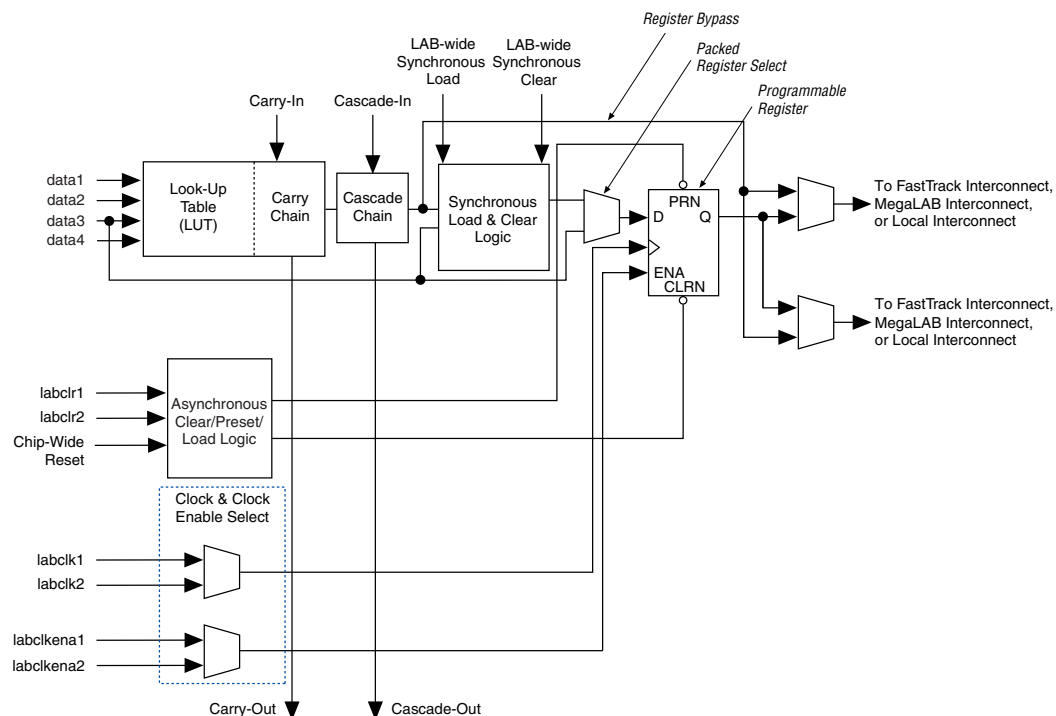 Register Bypass
LAB-wide
Synchronous
Load
LAB-wide
Synchronous
Clear
Packed
Register Select
Programmable
Register
Carry-In
Cascade-In
data1
data2
data3
data4
Look-Up
Table
(LUT)
Carry
Chain
Cascade
Chain
Synchronous
Load & Clear
Logic
PRN
D
Q
ENA
CLRN
To FastTrack Interconnect,
MegaLAB Interconnect,
or Local Interconnect
To FastTrack Interconnect,
MegaLAB Interconnect,
or Local Interconnect
labclr1
labclr2
Chip-Wide
Reset
Asynchronous
Clear/Preset/
Load Logic
Clock & Clock
Enable Select
labclk1
labclk2
labclkena1
labclkena2
Carry-Out
Cascade-Out